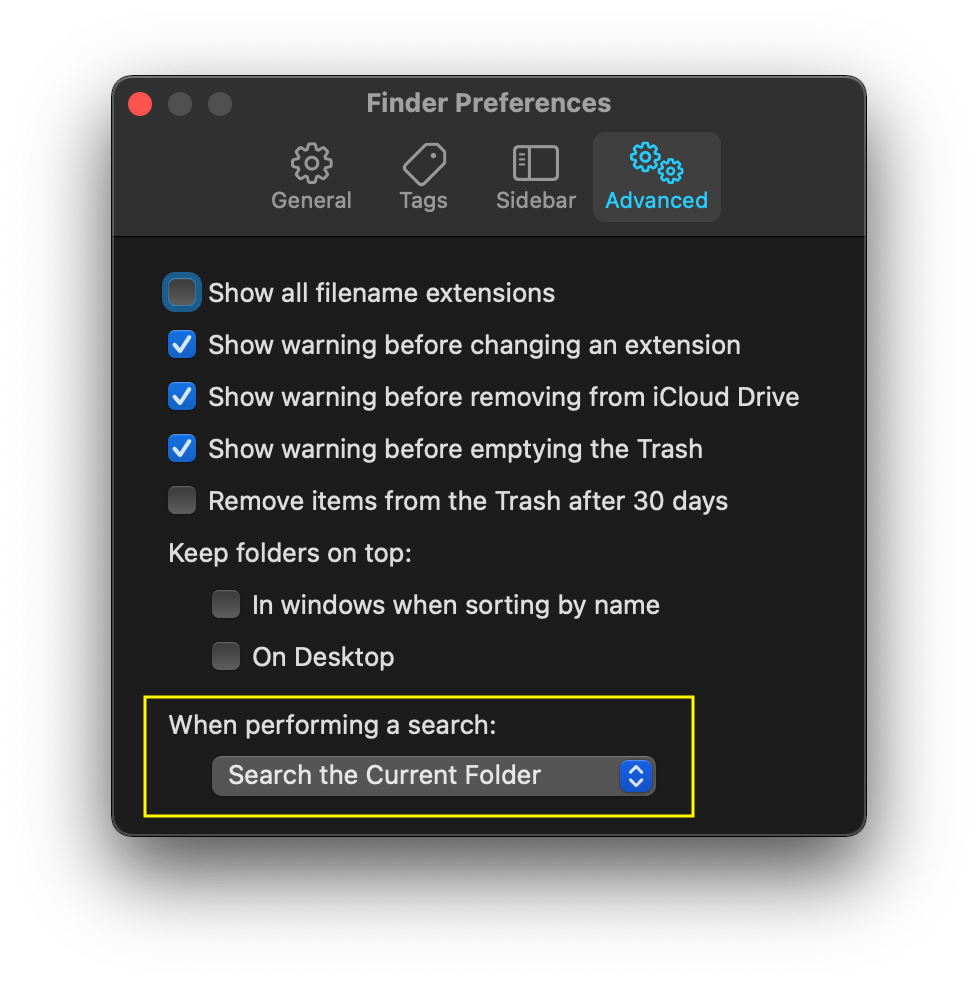 Finder Preferences
General
Tags
Sidebar
Advanced
Show all filename extensions
Show warning before changing an extension
Show warning before removing from iCloud Drive
Show warning before emptying the Trash
Remove items from the Trash after 30 days
Keep folders on top:
In windows when sorting by name
On Desktop
When performing a search:
Search the Current Folder